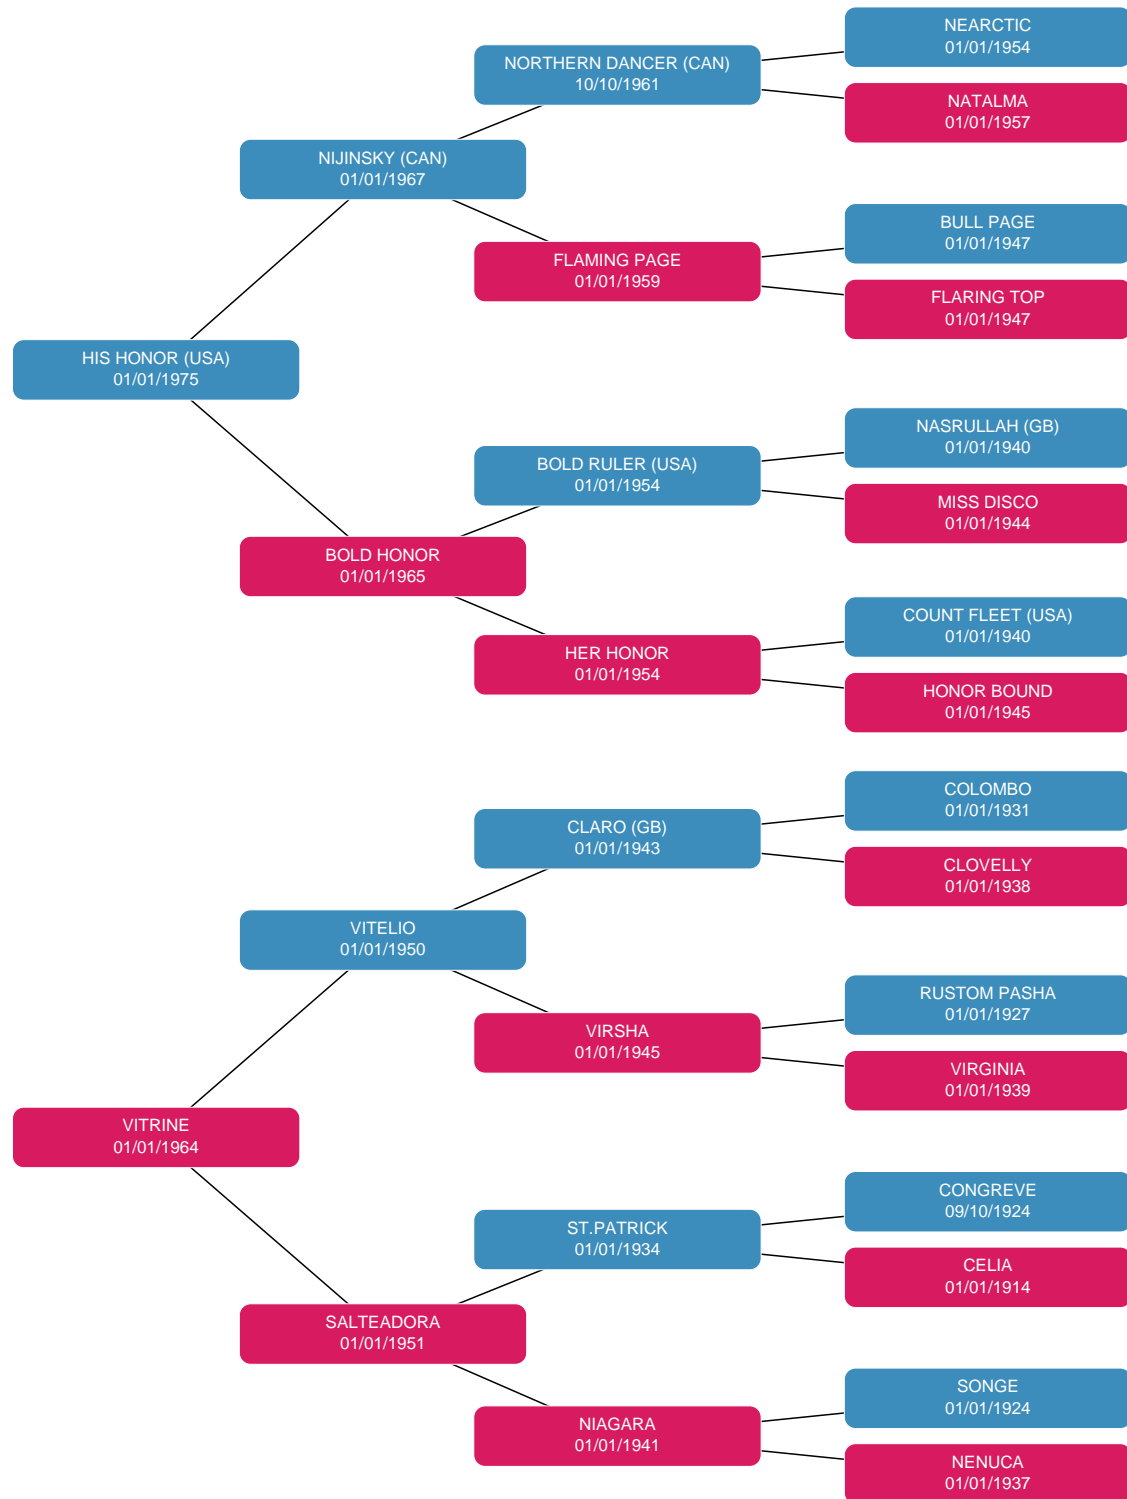 NEARCTIC
01/01/1954
NORTHERN DANCER (CAN)
10/10/1961
NATALMA
01/01/1957
NIJINSKY (CAN)
01/01/1967
BULL PAGE
01/01/1947
FLAMING PAGE
01/01/1959
FLARING TOP
01/01/1947
HIS HONOR (USA)
01/01/1975
NASRULLAH (GB)
01/01/1940
BOLD RULER (USA)
01/01/1954
MISS DISCO
01/01/1944
BOLD HONOR
01/01/1965
COUNT FLEET (USA)
01/01/1940
HER HONOR
01/01/1954
HONOR BOUND
01/01/1945
COLOMBO
01/01/1931
CLARO (GB)
01/01/1943
CLOVELLY
01/01/1938
VITELIO
01/01/1950
RUSTOM PASHA
01/01/1927
VIRSHA
01/01/1945
VIRGINIA
01/01/1939
VITRINE
01/01/1964
CONGREVE
09/10/1924
ST.PATRICK
01/01/1934
CELIA
01/01/1914
SALTEADORA
01/01/1951
SONGE
01/01/1924
NIAGARA
01/01/1941
NENUCA
01/01/1937